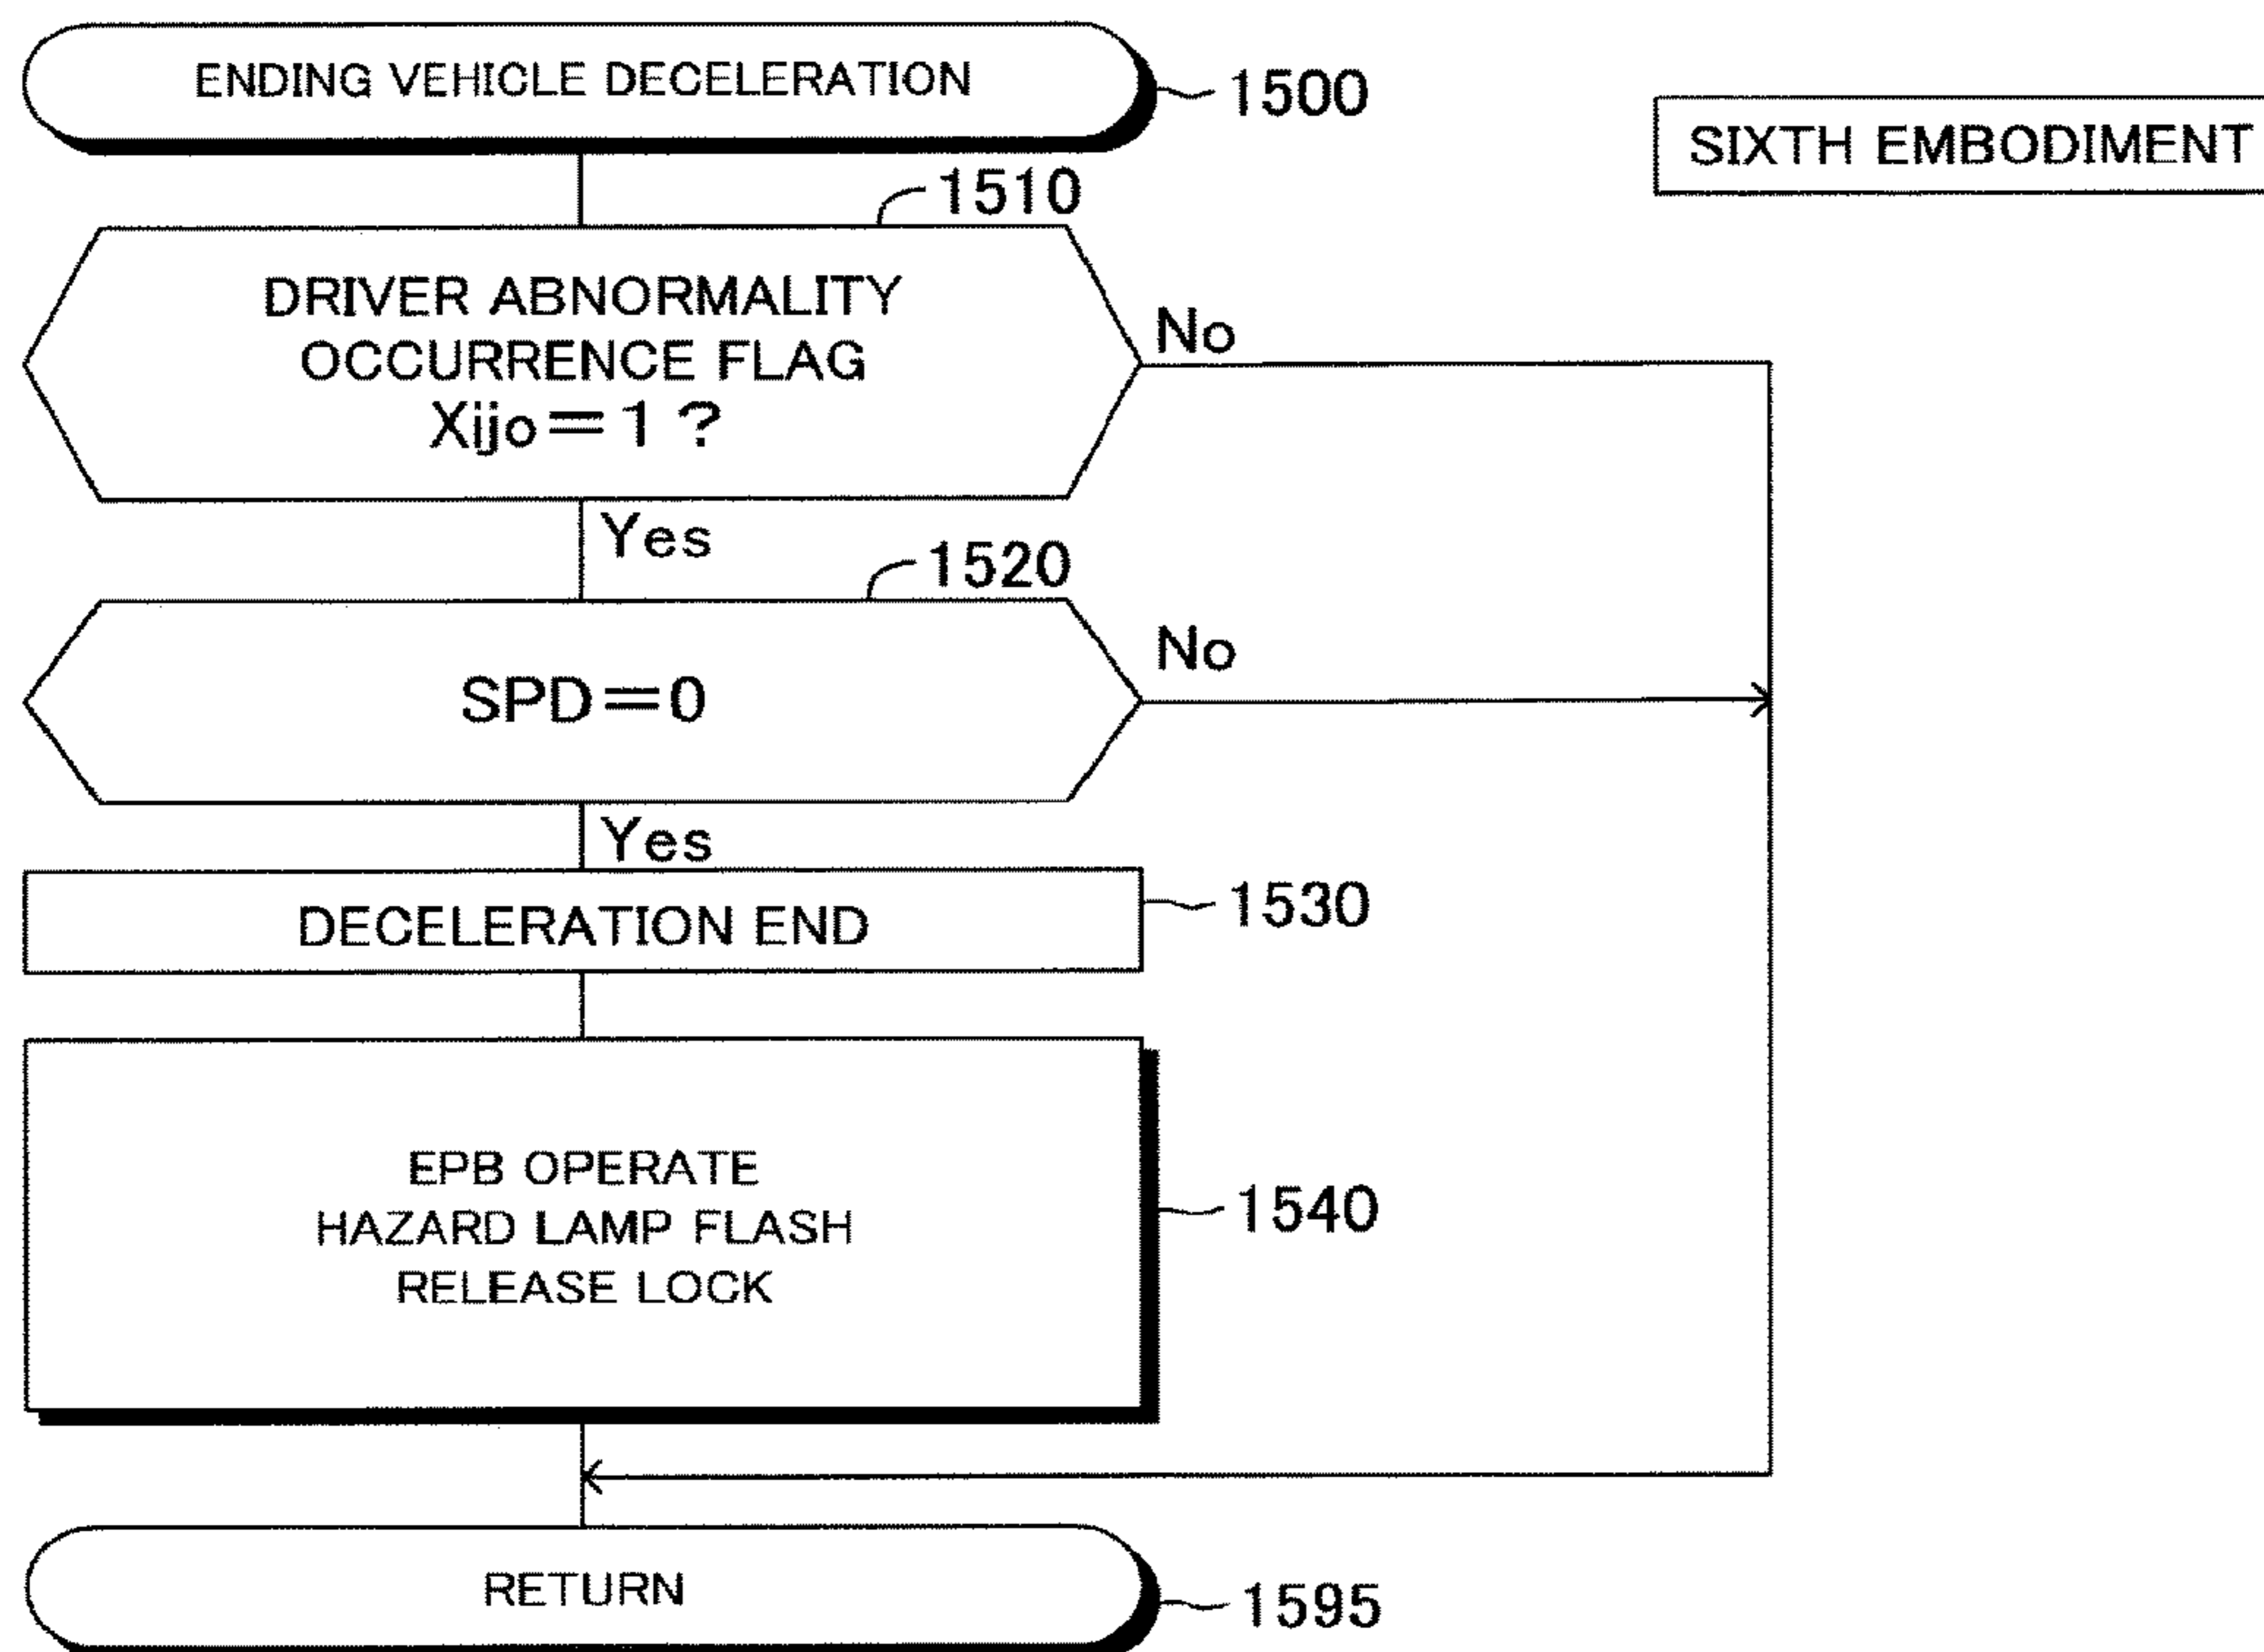 ENDING VEHICLE DECELERATION
1500
SIXTH EMBODIMENT
1510
DRIVER ABNORMALITY
OCCURRENCE FLAG
Xijo=1?
No
Yes
1520
SPD=0
No
Yes
DECELERATION END
1530
EPB OPERATE
HAZARD LAMP FLASH
RELEASE LOCK
1540
RETURN
1595